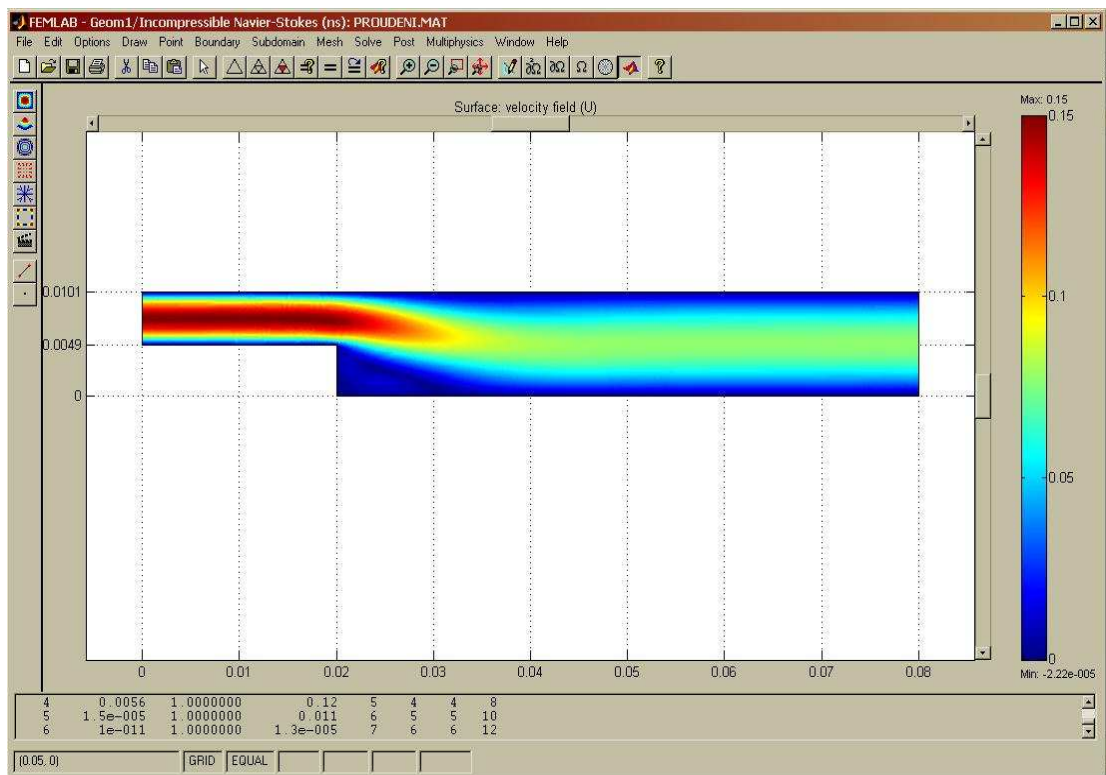 FEMLAB - Geom1/Incompressible Navier-Stokes (ns): PROUDENI.MAT
File Edit Options Draw Point Boundary Subdomain Mesh Solve Post Multiphysics Window Help
Surface: velocity field (U)
Max: 0.15
0.15
0.1
0.05
0
Min: -2.22e-005
0.0101
0.0049
0
0 0.01 0.02 0.03 0.04 0.05 0.06 0.07 0.08
4 0.0056 1.0000000 0.12 5 4 4 8
5 1.5e-005 1.0000000 0.011 6 5 5 10
6 1e-011 1.0000000 1.3e-005 7 6 6 12
(0.05, 0) GRID EQUAL